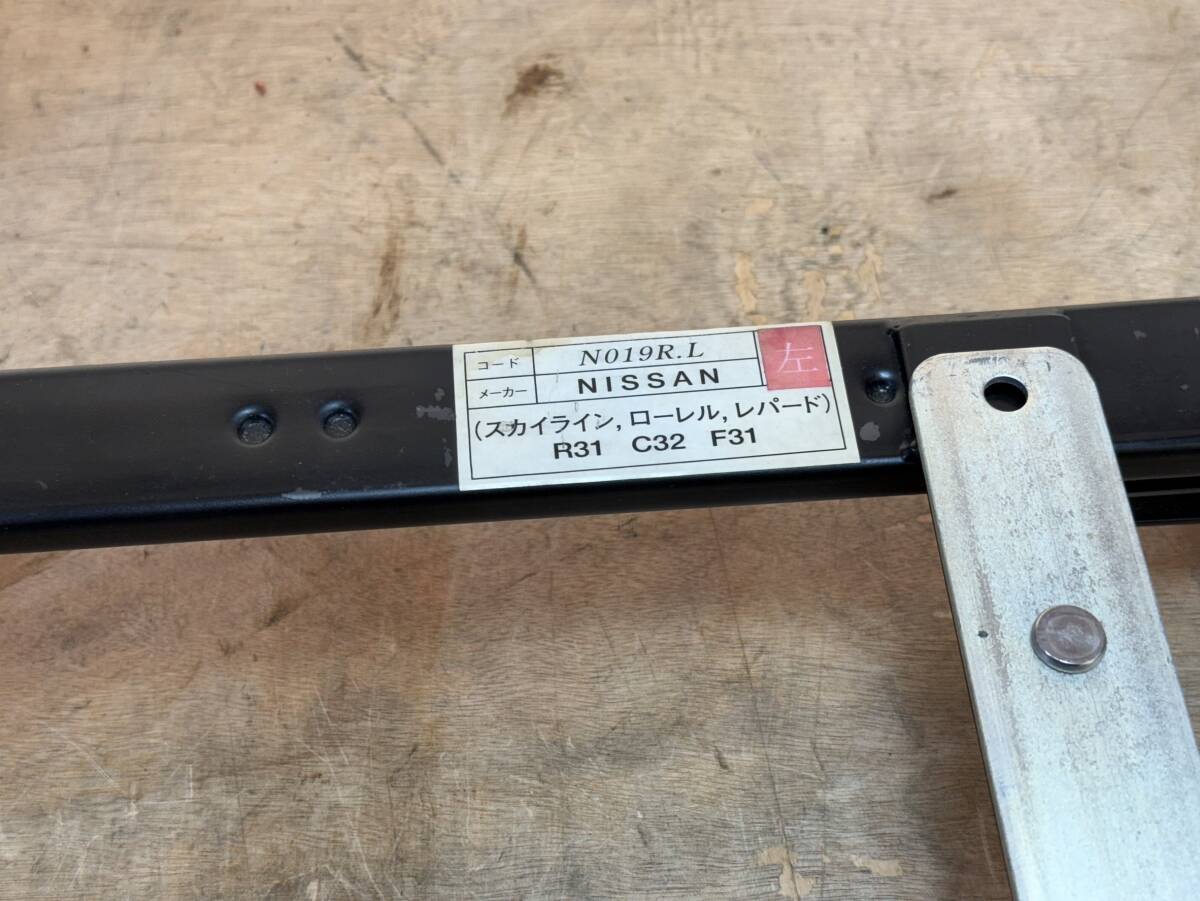 コード N019R.L 左
メーカー NISSAN
(スカイライン, ローレル, レパード)
R31 C32 F31